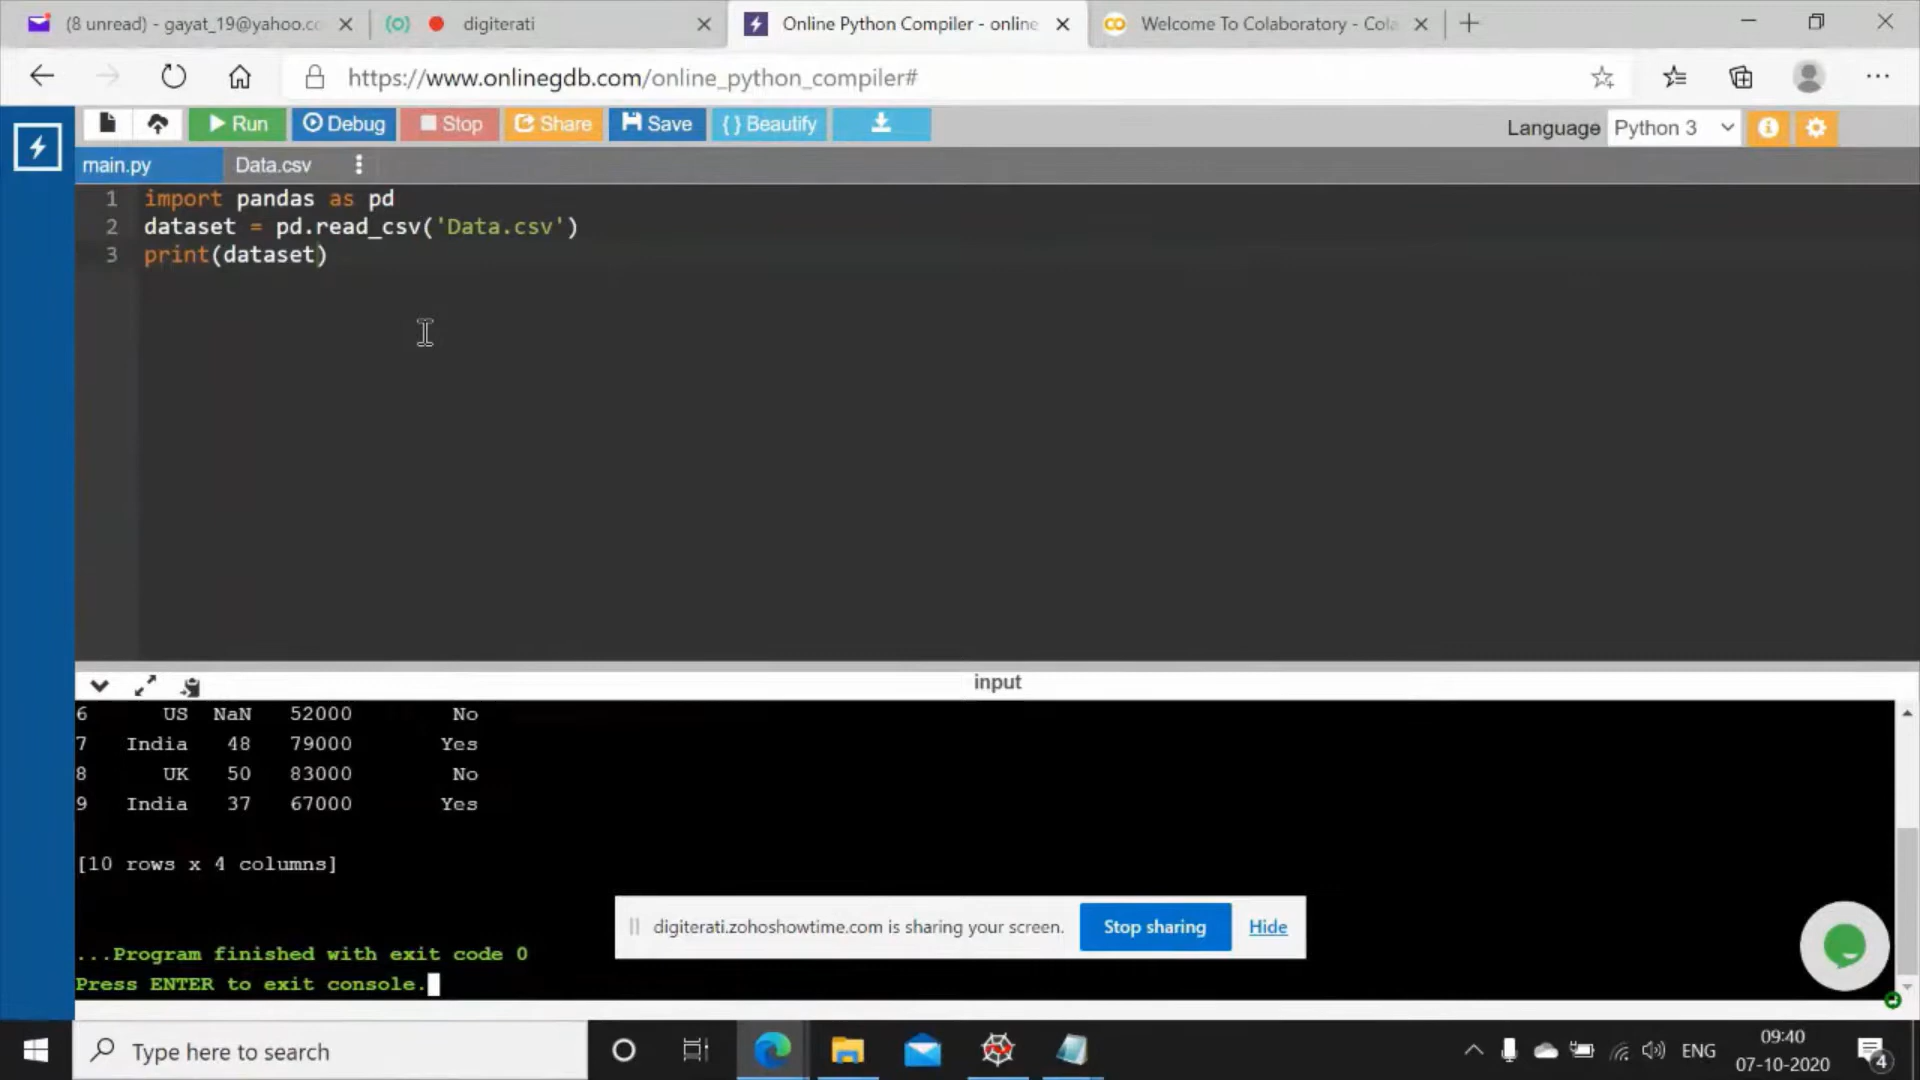 (8 unread) - gayat_19@yahoo.co
digiterati
Online Python Compiler - online
Welcome To Colaboratory - Cola
https://www.onlinegdb.com/online_python_compiler#
Run
Debug
Stop
Share
Save
{ } Beautify
Language
Python 3
main.py
Data.csv
1 import pandas as pd
2 dataset = pd.read_csv('Data.csv')
3 print(dataset)
input
6 US NaN 52000 No
7 India 48 79000 Yes
8 UK 50 83000 No
9 India 37 67000 Yes
[10 rows x 4 columns]
digiterati.zohoshowtime.com is sharing your screen.
Stop sharing
Hide
...Program finished with exit code 0
Press ENTER to exit console.
Type here to search
ENG
09:40
07-10-2020
4